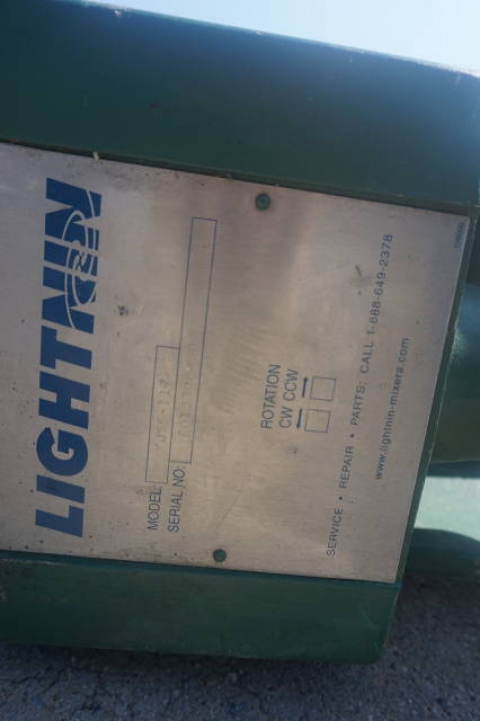 LIGHTNIN
MODEL:
SERIAL NO:
ROTATION
CW CCW
SERVICE • REPAIR • PARTS: CALL 1-888-649-2378
www.lightnin-mixers.com